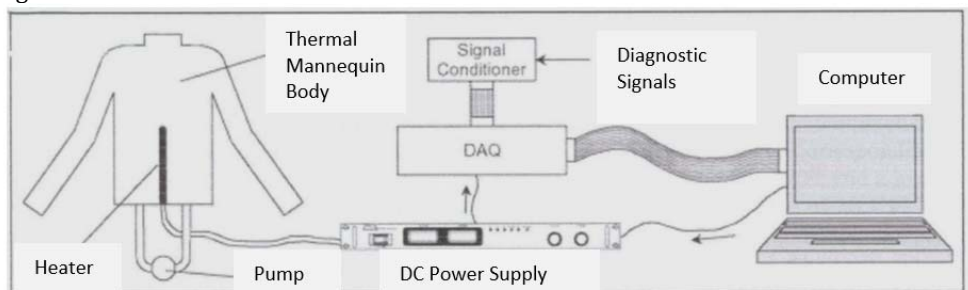 Thermal
Mannequin
Body
Signal
Conditioner
Diagnostic
Signals
Computer
DAQ
Heater
Pump
DC Power Supply